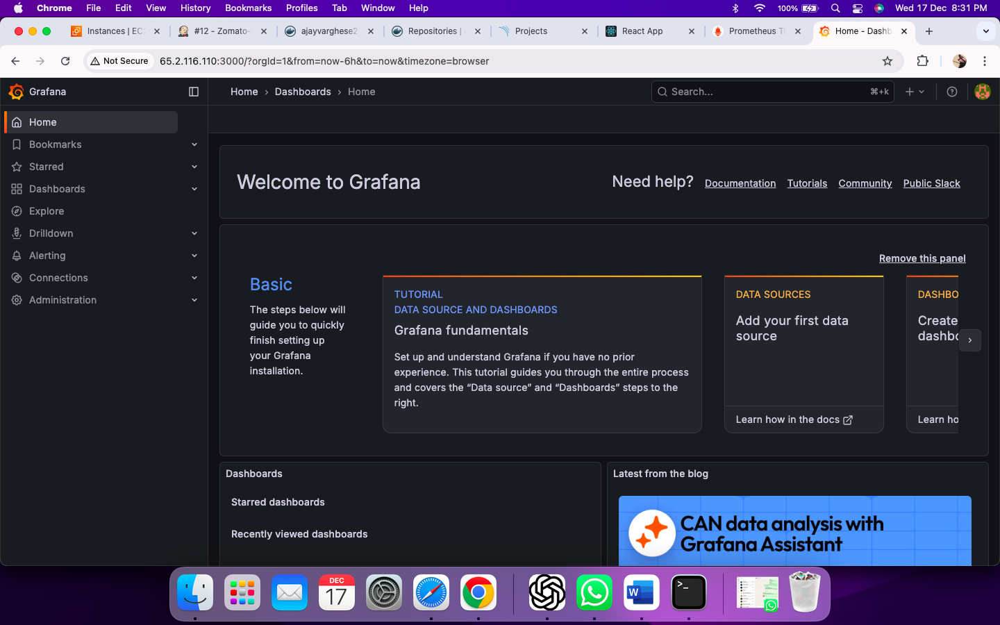 Chrome File Edit View History Bookmarks Profiles Tab Window Help
100% Wed 17 Dec 8:31 PM
Instances | EC2
#12 - Zomato-
ajayvarghese2
Repositories |
Projects
React App
Prometheus Ti
Home - Dashb
Not Secure 65.2.116.110:3000/?orgId=1&from=now-6h&to=now&timezone=browser
Grafana
Home › Dashboards › Home
Search... ⌘+k
Home
Bookmarks
Starred
Dashboards
Explore
Drilldown
Alerting
Connections
Administration
Welcome to Grafana
Need help? Documentation Tutorials Community Public Slack
Remove this panel
Basic
The steps below will
guide you to quickly
finish setting up
your Grafana
installation.
TUTORIAL
DATA SOURCE AND DASHBOARDS
Grafana fundamentals
Set up and understand Grafana if you have no prior
experience. This tutorial guides you through the entire process
and covers the “Data source” and “Dashboards” steps to the
right.
DATA SOURCES
Add your first data
source
Learn how in the docs
DASHBO
Create
dashbo
Learn ho
Dashboards
Starred dashboards
Recently viewed dashboards
Latest from the blog
CAN data analysis with
Grafana Assistant
DEC
17
W
>_